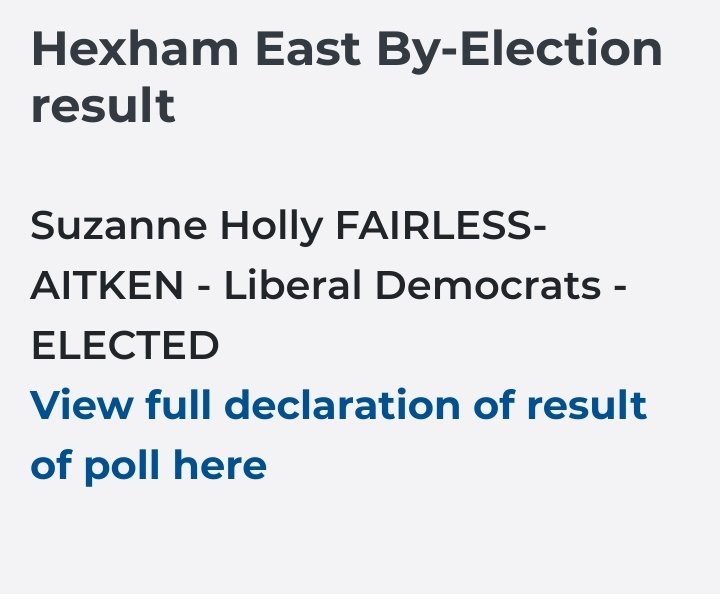 Hexham East By-Election
result
Suzanne Holly FAIRLESS-
AITKEN - Liberal Democrats -
ELECTED
View full declaration of result
of poll here